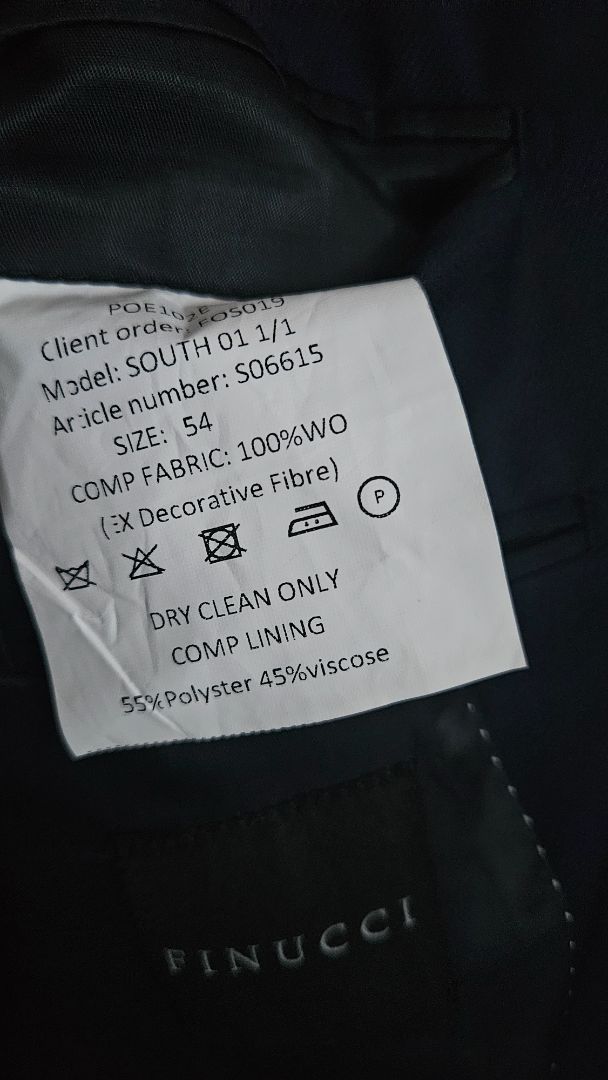 POE102E
Client order: FOS019
Model: SOUTH 01 1/1
Article number: S06615
SIZE: 54
COMP FABRIC: 100%WO
(EX Decorative Fibre)
P
DRY CLEAN ONLY
COMP LINING
55%Polyster 45%viscose
FINUCCI